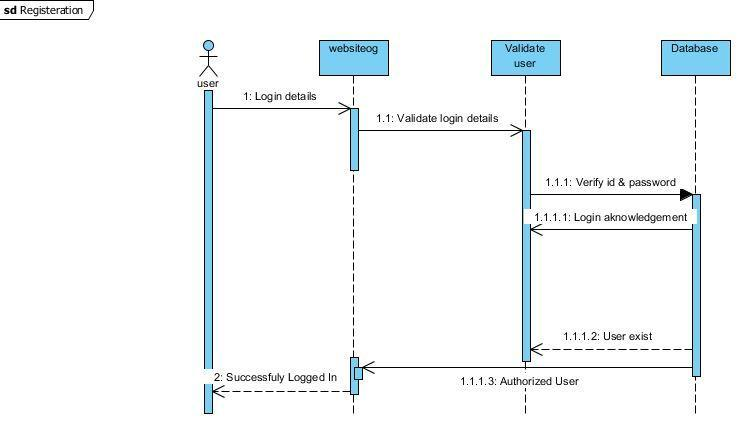 sd Registeration
websiteog
Validate
user
Database
user
1: Login details
1.1: Validate login details
1.1.1: Verify id & password
1.1.1.1: Login aknowledgement
1.1.1.2: User exist
2: Successfuly Logged In
1.1.1.3: Authorized User